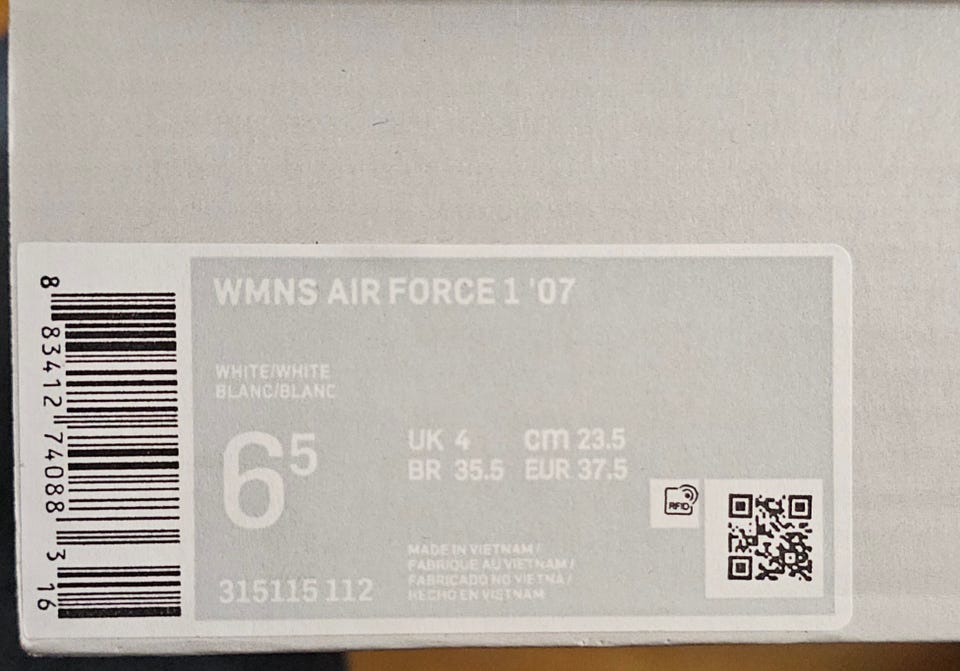 WMNS AIR FORCE 1 '07
WHITE/WHITE
BLANC/BLANC
6⁵
UK 4 cm 23.5
BR 35.5 EUR 37.5
RFID
MADE IN VIETNAM /
FABRIQUE AU VIETNAM /
FABRICADO NO VIETNÃ /
HECHO EN VIETNAM
315115 112
8 83412 74088 3 16